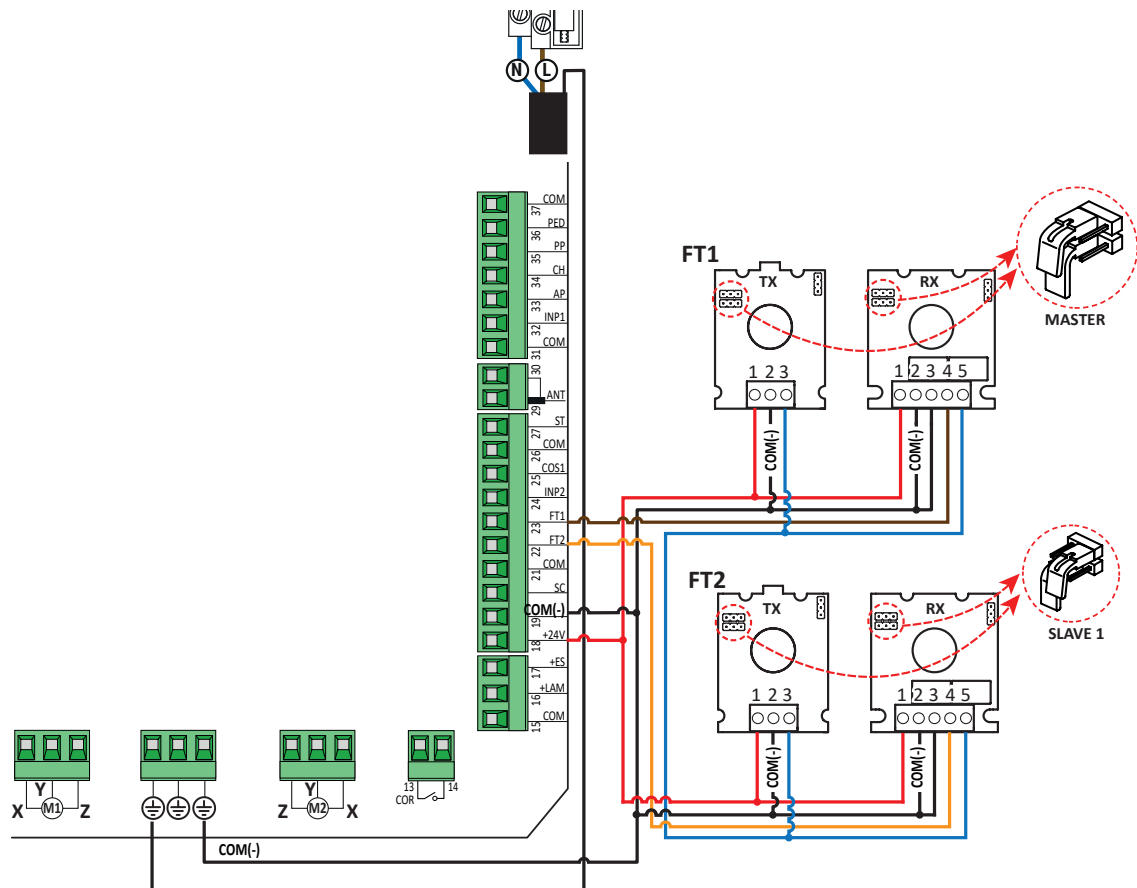 N L
COM
37
PED
36
PP
35
CH
34
AP
33
INP1
32
COM
31
30
ANT
29
ST
27
COM
26
COS1
25
INP2
24
FT1
23
FT2
22
COM
21
SC
COM(-)
19
+24V
18
+ES
17
+LAM
16
COM
15
FT1
TX
1 2 3
COM(-)
RX
1 2 3 4 5
COM(-)
MASTER
FT2
TX
1 2 3
COM(-)
RX
1 2 3 4 5
COM(-)
SLAVE 1
Y
X M1 Z
Y
Z M2 X
13 14
COR
COM(-)